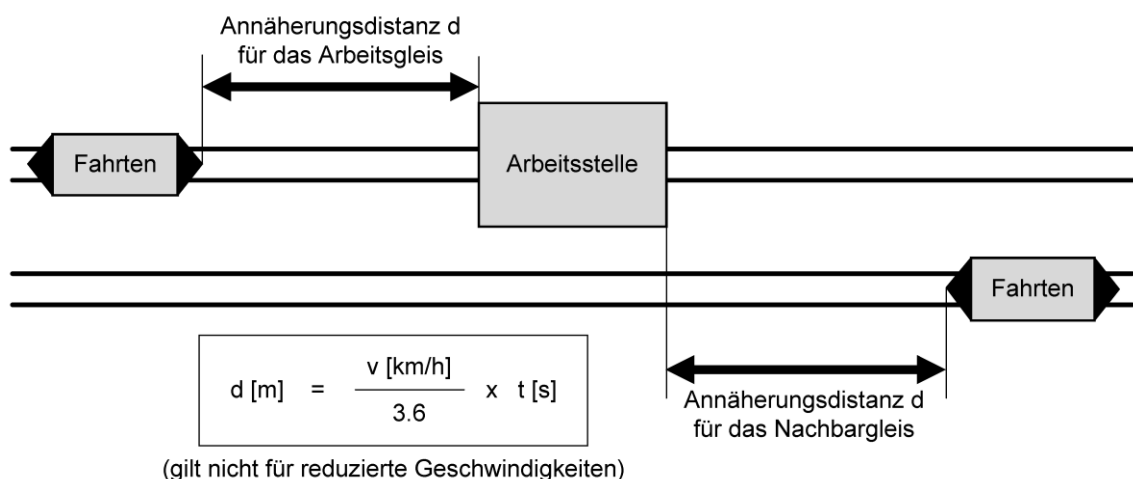 Annäherungsdistanz d
für das Arbeitsgleis
Fahrten
Arbeitsstelle
Fahrten
d [m] = v [km/h] / 3.6 x t [s]
Annäherungsdistanz d
für das Nachbargleis
(gilt nicht für reduzierte Geschwindigkeiten)